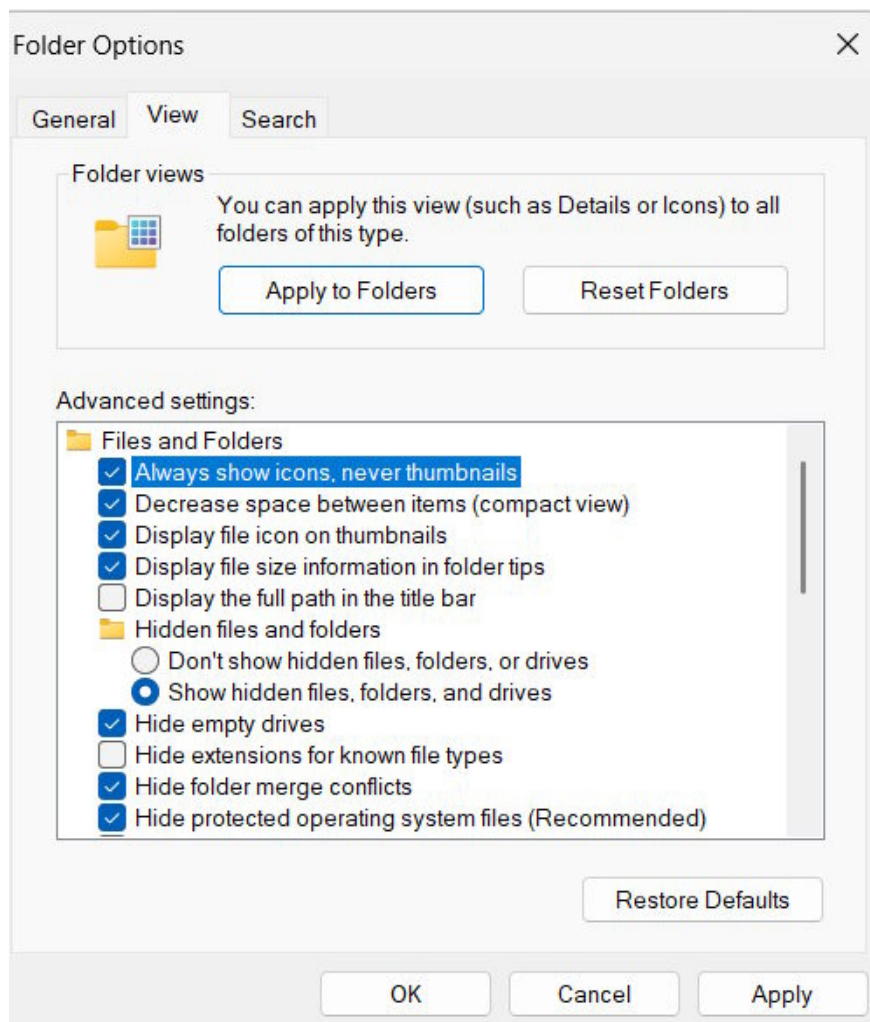 Folder Options
General
View
Search
Folder views
You can apply this view (such as Details or Icons) to all
folders of this type.
Apply to Folders
Reset Folders
Advanced settings:
Files and Folders
Always show icons, never thumbnails
Decrease space between items (compact view)
Display file icon on thumbnails
Display file size information in folder tips
Display the full path in the title bar
Hidden files and folders
Don't show hidden files, folders, or drives
Show hidden files, folders, and drives
Hide empty drives
Hide extensions for known file types
Hide folder merge conflicts
Hide protected operating system files (Recommended)
Restore Defaults
OK
Cancel
Apply